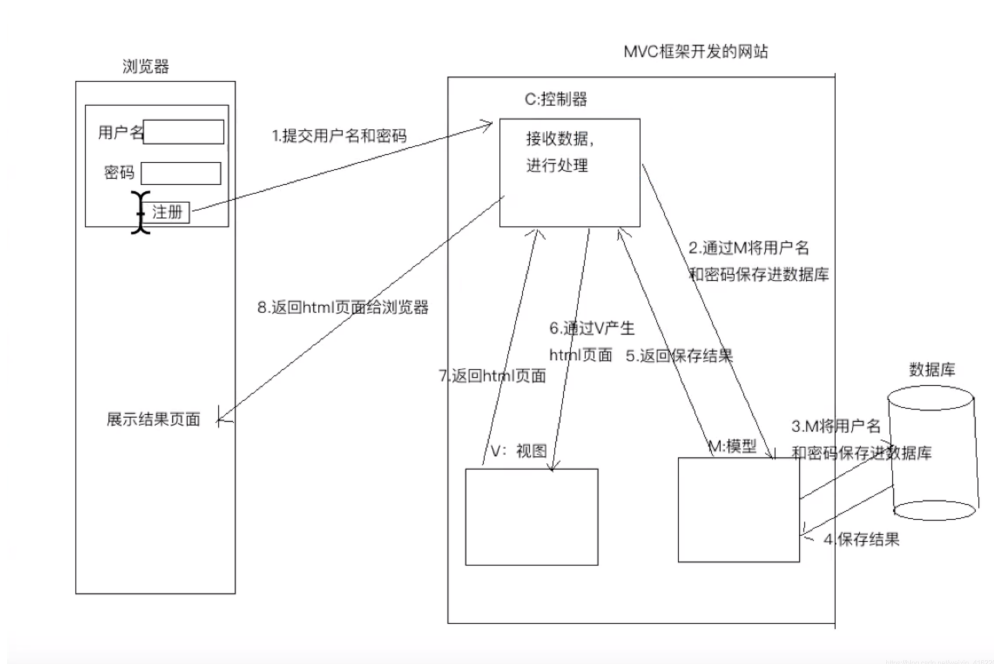 MVC框架开发的网站
浏览器
C:控制器
用户名
密码
注册
1.提交用户名和密码
接收数据，
进行处理
2.通过M将用户名
和密码保存进数据库
8.返回html页面给浏览器
6.通过V产生
html页面
5.返回保存结果
7.返回html页面
数据库
展示结果页面
3.M将用户名
和密码保存进数据库
V：视图
M:模型
4.保存结果